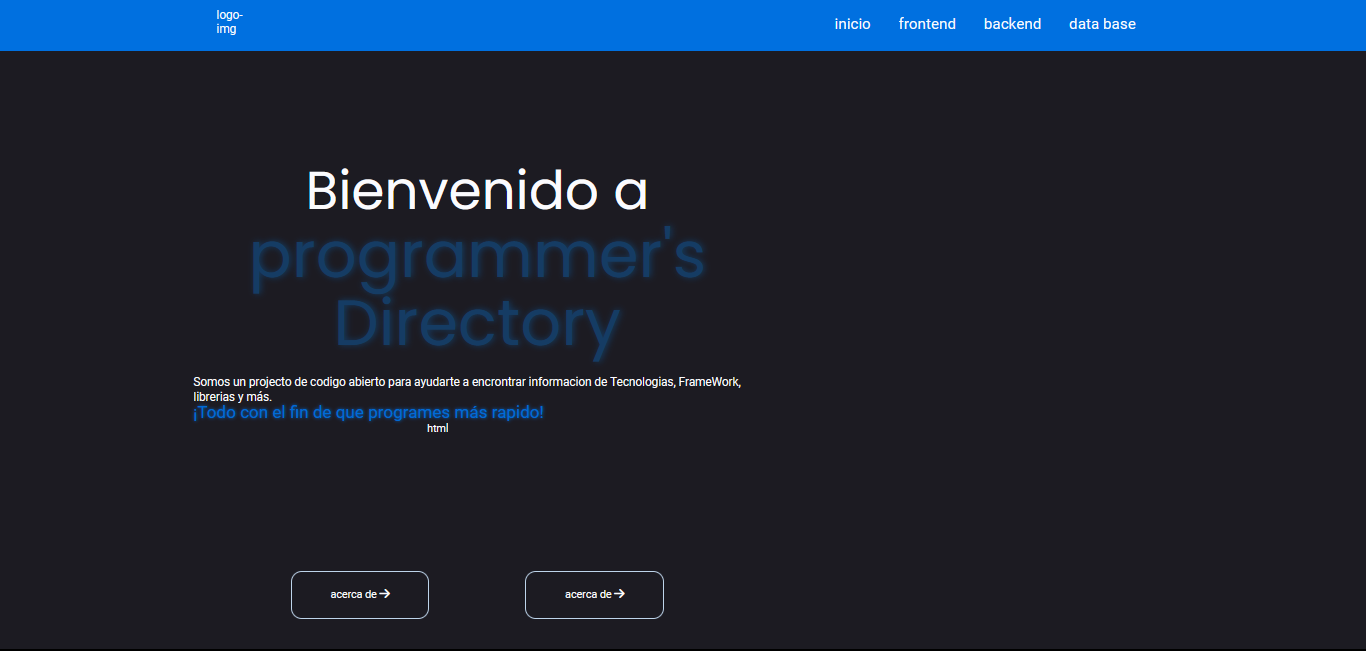 logo-
img
inicio frontend backend data base
Bienvenido a
programmer's
Directory
Somos un projecto de codigo abierto para ayudarte a encrontrar informacion de Tecnologias, FrameWork,
librerias y más.
¡Todo con el fin de que programes más rapido!
html
acerca de → acerca de →